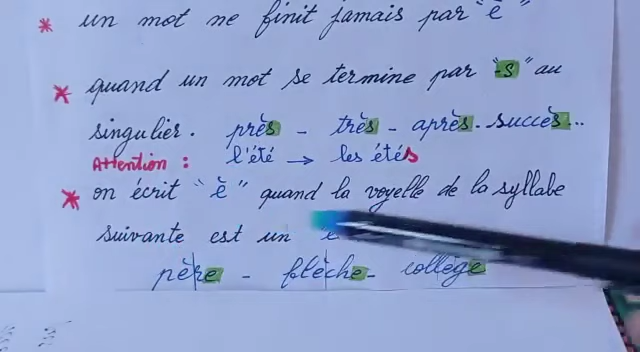 * un mot ne finit jamais par "è"
* quand un mot se termine par "-s" au
singulier. près - très - après - succès...
Attention : l'été → les étés
* on écrit "è" quand la voyelle de la syllabe
suivante est un
père - flèche - collège